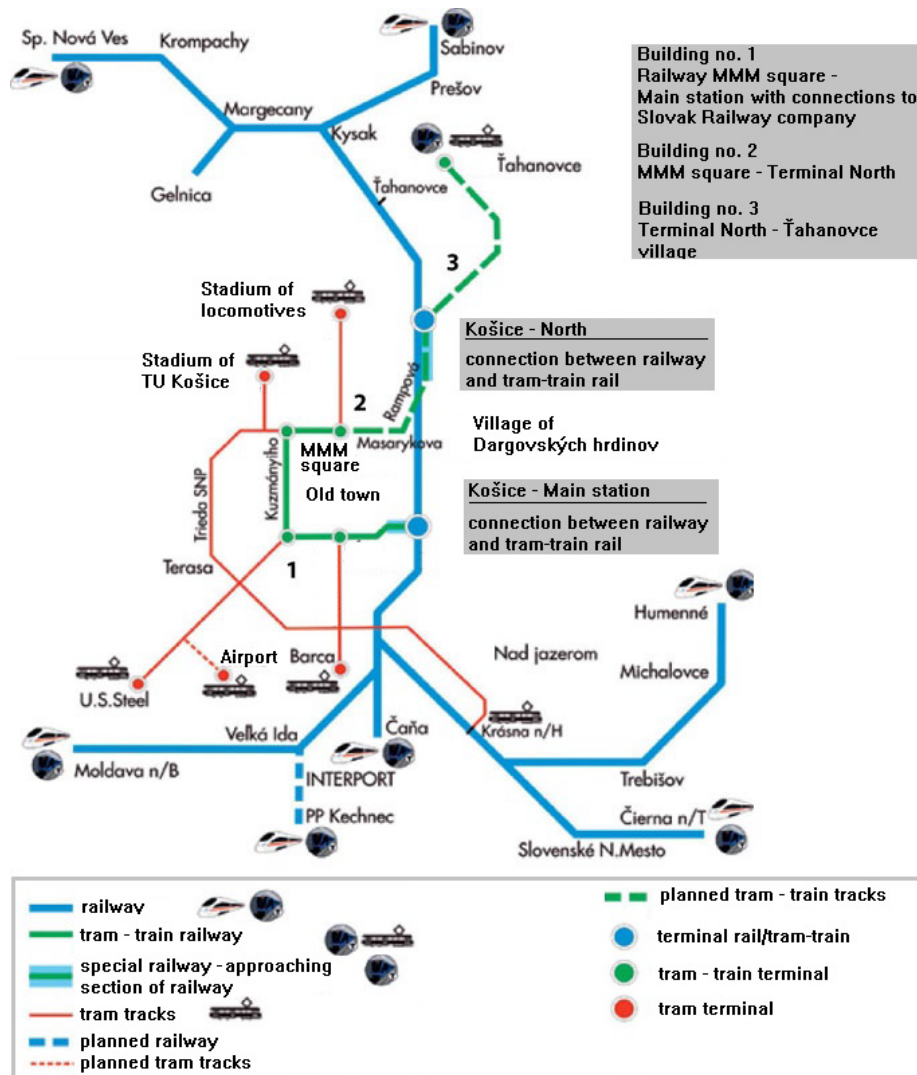 Sp. Nová Ves
Krompachy
Sabinov
Prešov
Margecany
Kysak
Gelnica
Ťahanovce
Ťahanovce
3
Building no. 1
Railway MMM square -
Main station with connections to
Slovak Railway company
Building no. 2
MMM square - Terminal North
Building no. 3
Terminal North - Ťahanovce
village
Stadium of
locomotives
Stadium of
TU Košice
2
Rampová
Masarykova
Košice - North
connection between railway
and tram-train rail
Village of
Dargovských hrdinov
MMM
square
Old town
Kuzmányiho
Trieda SNP
Terasa
1
Košice - Main station
connection between railway
and tram-train rail
Airport
Barca
U.S.Steel
Nad jazerom
Humenné
Michalovce
Krásna n/H
Trebišov
Veľká Ida
Čaňa
Moldava n/B
INTERPORT
PP Kechnec
Čierna n/T
Slovenské N.Mesto
railway
tram - train railway
special railway - approaching
section of railway
tram tracks
planned railway
planned tram tracks
planned tram - train tracks
terminal rail/tram-train
tram - train terminal
tram terminal